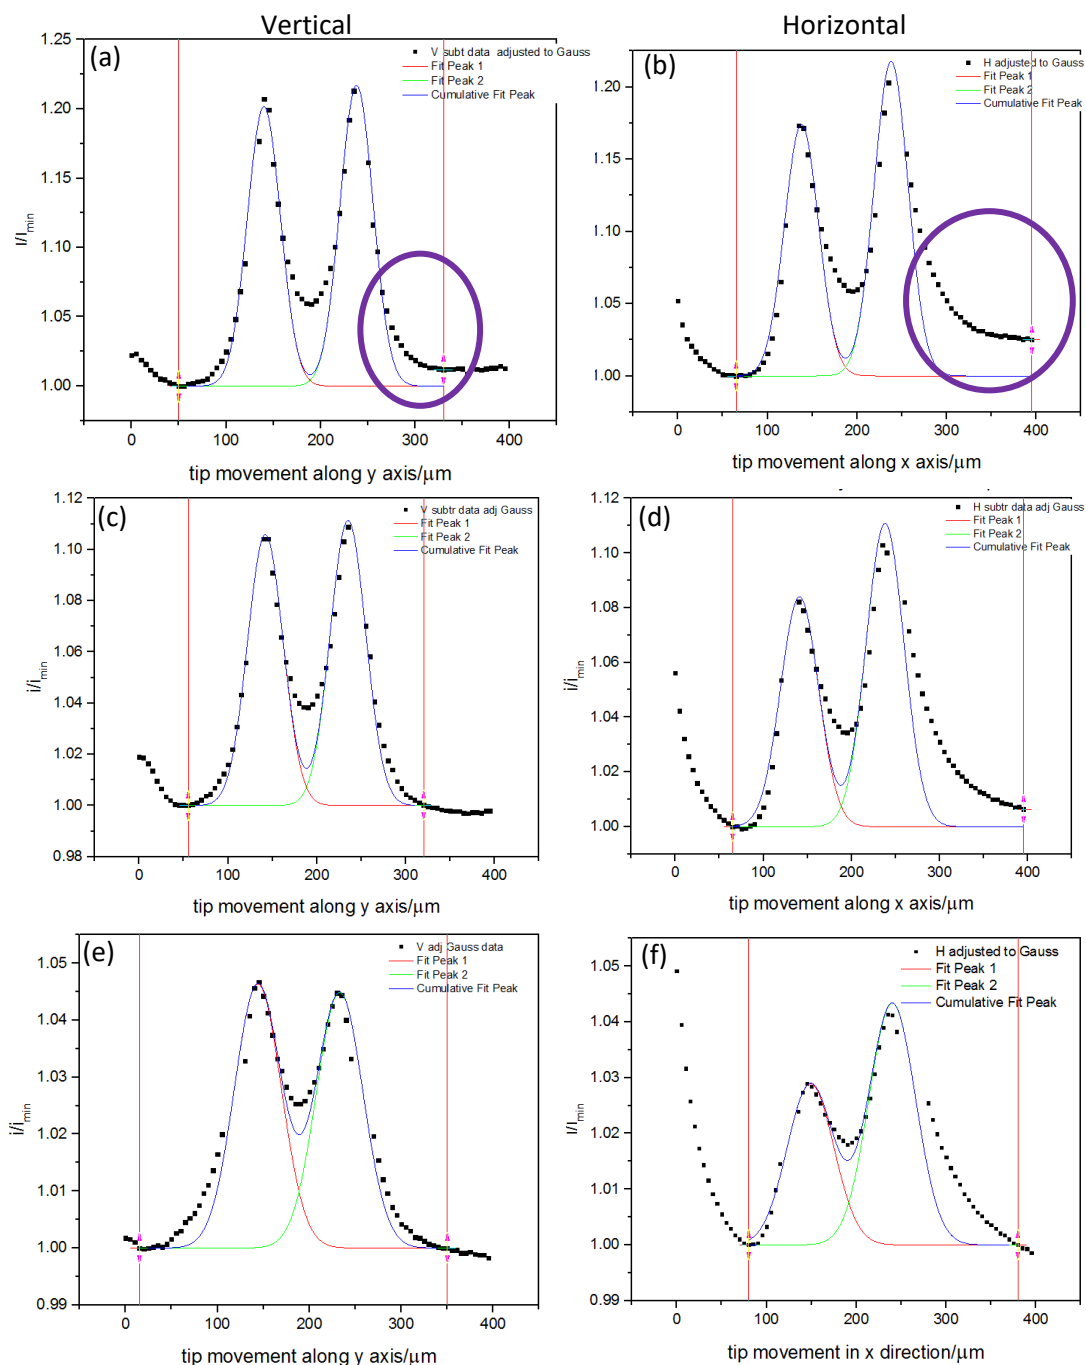 Vertical
Horizontal
(a)
V subt data adjusted to Gauss
Fit Peak 1
Fit Peak 2
Cumulative Fit Peak
1.25
1.20
1.15
1.10
1.05
1.00
I/I_min
0 100 200 300 400
tip movement along y axis/μm
(b)
H adjusted to Gauss
Fit Peak 1
Fit Peak 2
Cumulative Fit Peak
1.20
1.15
1.10
1.05
1.00
0 100 200 300 400
tip movement along x axis/μm
(c)
V subtr data adj Gauss
Fit Peak 1
Fit Peak 2
Cumulative Fit Peak
1.12
1.10
1.08
1.06
1.04
1.02
1.00
0.98
i/i_min
0 100 200 300 400
tip movement along y axis/μm
(d)
H subtr data adj Gauss
Fit Peak 1
Fit Peak 2
Cumulative Fit Peak
1.10
1.08
1.06
1.04
1.02
1.00
i/i_min
0 100 200 300 400
tip movement along x axis/μm
(e)
V adj Gauss data
Fit Peak 1
Fit Peak 2
Cumulative Fit Peak
1.05
1.04
1.03
1.02
1.01
1.00
0.99
i/i_min
0 100 200 300 400
tip movement along y axis/μm
(f)
H adjusted to Gauss
Fit Peak 1
Fit Peak 2
Cumulative Fit Peak
1.05
1.04
1.03
1.02
1.01
1.00
0.99
I/I_min
0 100 200 300 400
tip movement in x direction/μm